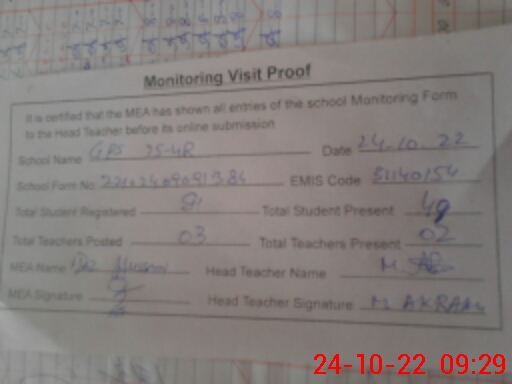 Monitoring Visit Proof
It is certified that the MEA has shown all entries of the school Monitoring Form
to the Head Teacher before its online submission
School Name GPS 75-4R Date 24-10.22
School Form No EMIS Code 31140154
Total Student Registered 81 Total Student Present 49
Total Teachers Posted 03 Total Teachers Present 02
MEA Name Hussain Head Teacher Name M.
MEA Signature Head Teacher Signature M AKRAM
24-10-22 09:29